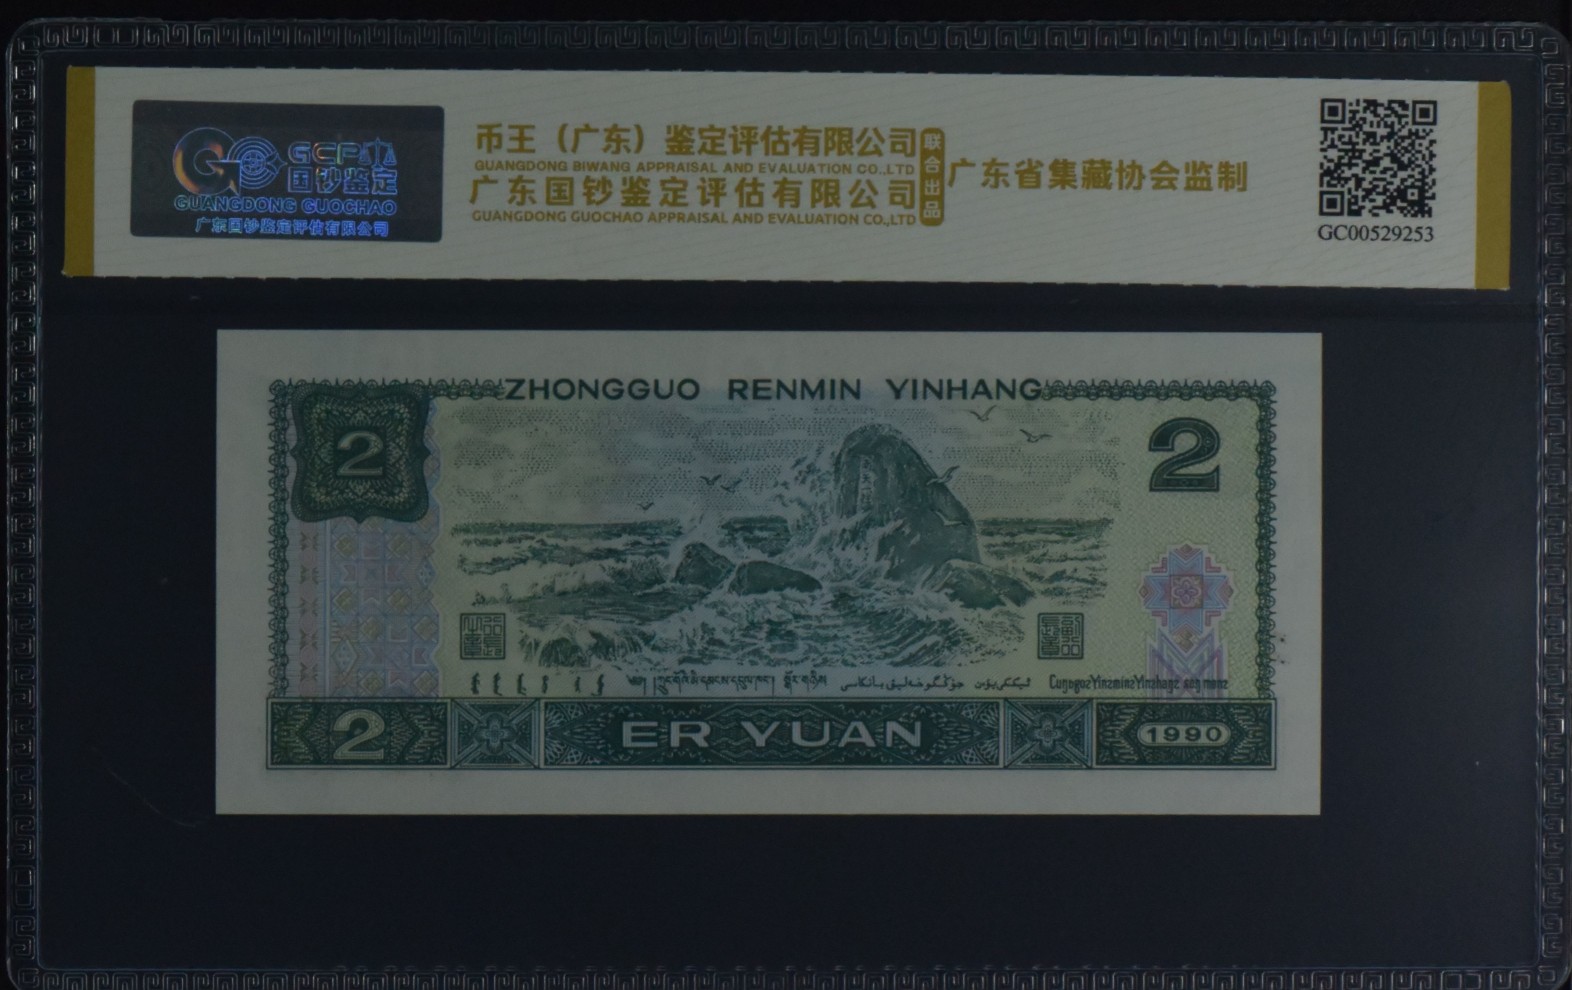 GCP
国钞鉴定
GUANGDONG GUOCHAO
广东国钞鉴定评估有限公司
币王（广东）鉴定评估有限公司
GUANGDONG BIWANG APPRAISAL AND EVALUATION CO.,LTD
广东国钞鉴定评估有限公司
GUANGDONG GUOCHAO APPRAISAL AND EVALUATION CO.,LTD
联合出品
广东省集藏协会监制
GC00529253
ZHONGGUO RENMIN YINHANG
2
2
2
ER YUAN
1990